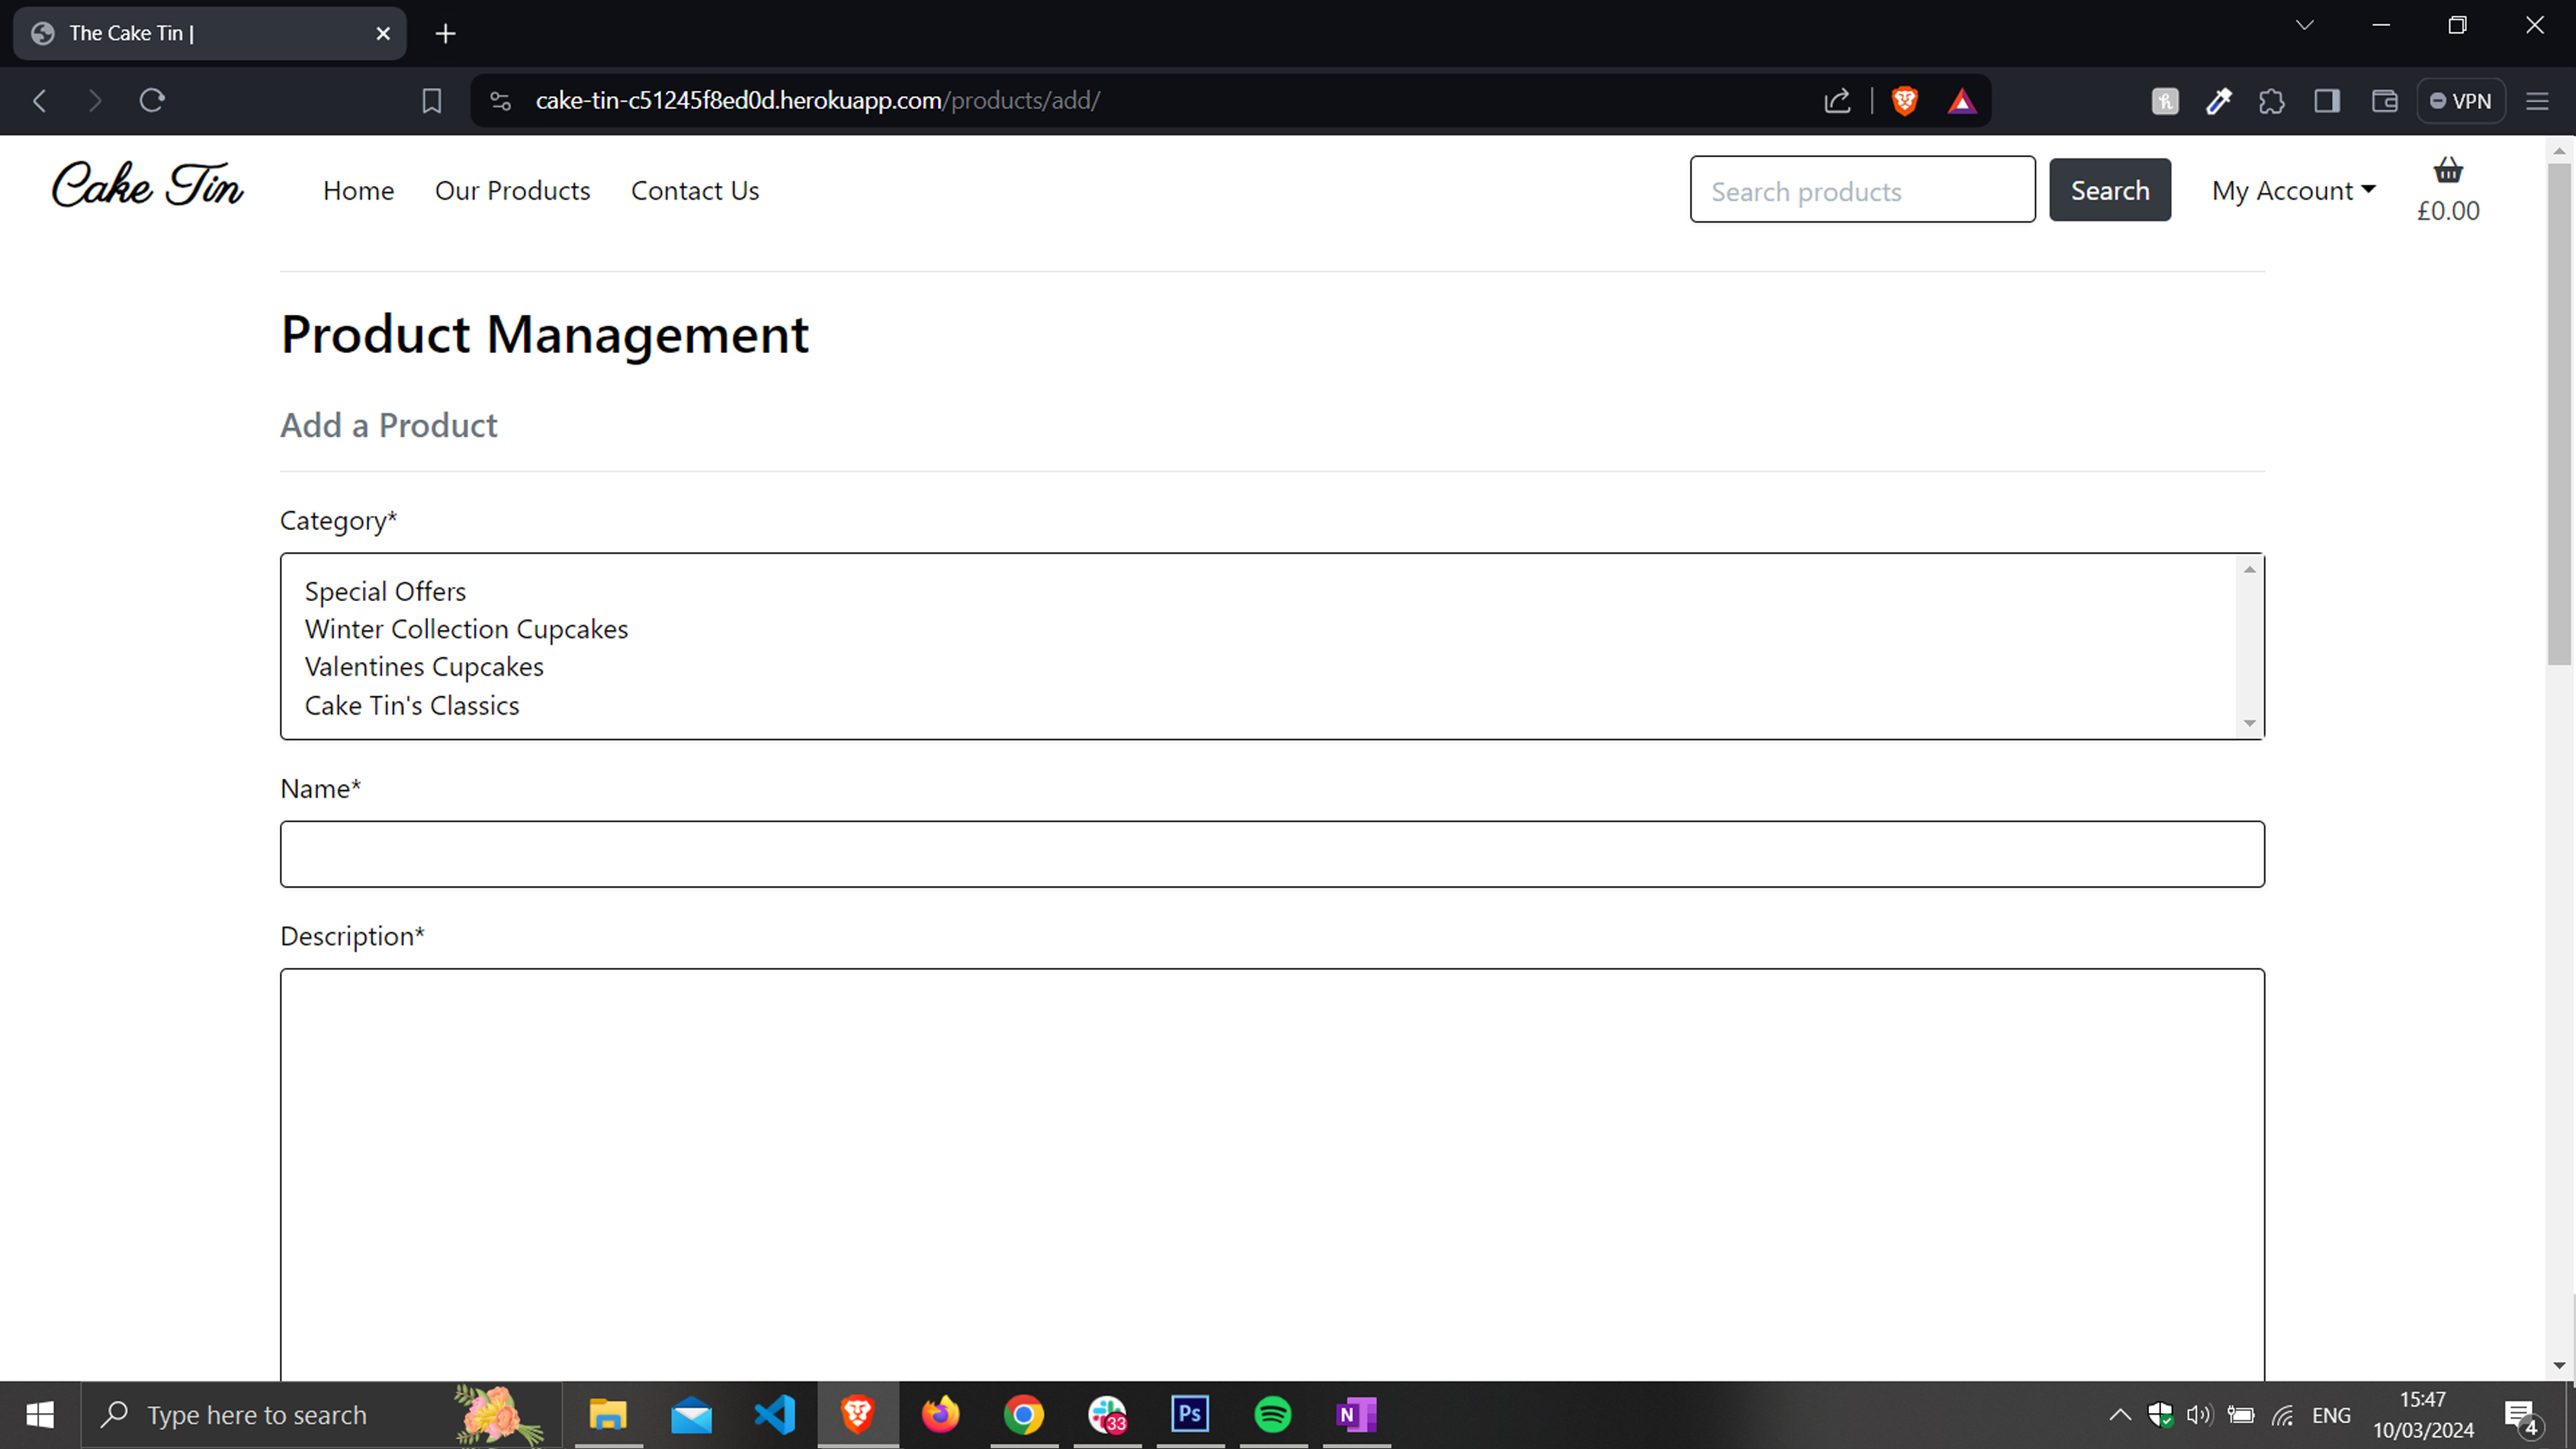 The Cake Tin |
cake-tin-c51245f8ed0d.herokuapp.com/products/add/
VPN
Cake Tin
Home
Our Products
Contact Us
Search products
Search
My Account
£0.00
Product Management
Add a Product
Category*
Special Offers
Winter Collection Cupcakes
Valentines Cupcakes
Cake Tin's Classics
Name*
Description*
Type here to search
33
Ps
N
ENG
15:47
10/03/2024
4